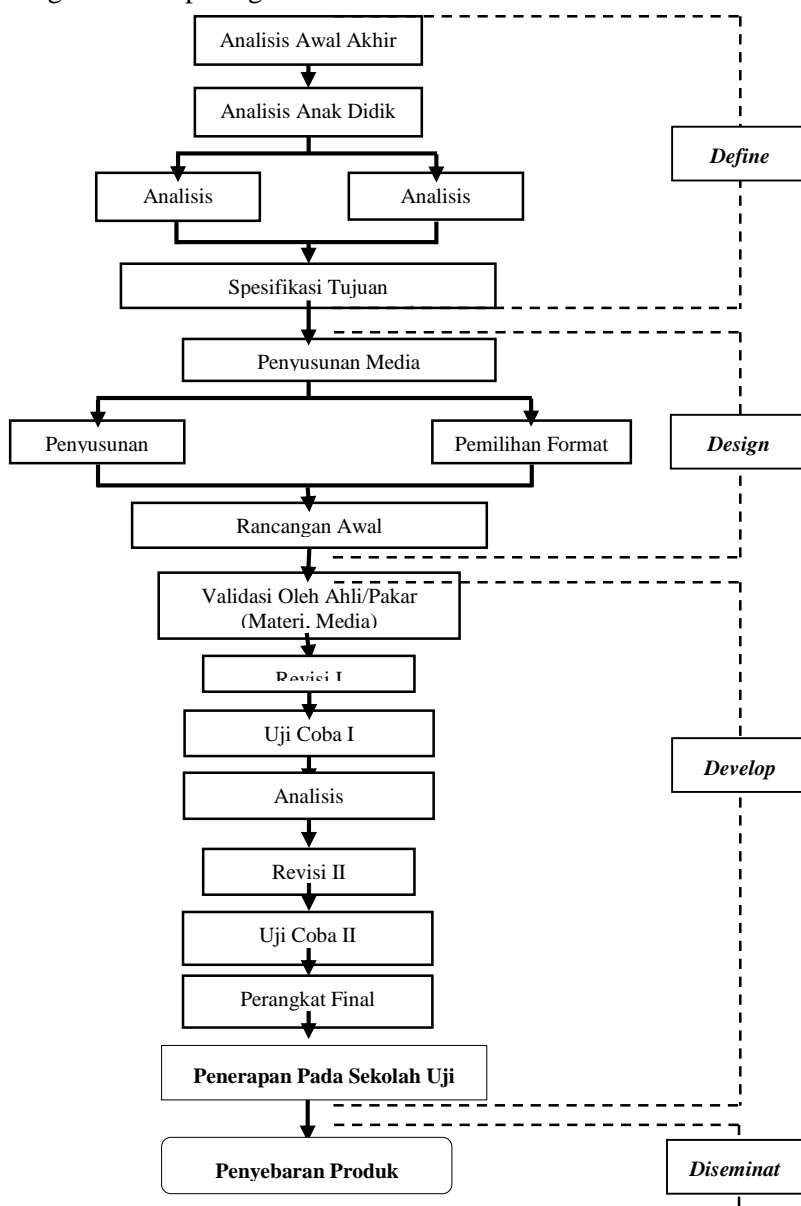 Analisis Awal Akhir
Analisis Anak Didik
Define
Analisis
Analisis
Spesifikasi Tujuan
Penyusunan Media
Penyusunan
Pemilihan Format
Design
Rancangan Awal
Validasi Oleh Ahli/Pakar
(Materi, Media)
Revisi I
Uji Coba I
Develop
Analisis
Revisi II
Uji Coba II
Perangkat Final
Penerapan Pada Sekolah Uji
Penyebaran Produk
Diseminat